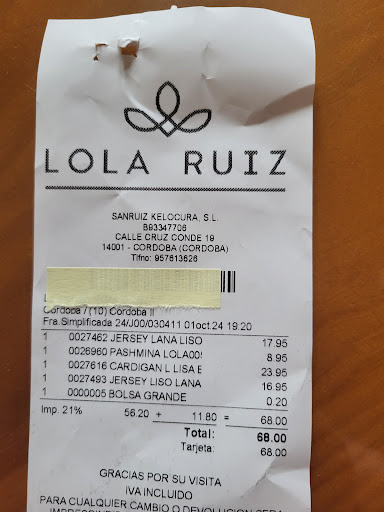 LOLA RUIZ
SANRUIZ KELOCURA, S.L.
B93347706
CALLE CRUZ CONDE 19
14001 - CORDOBA (CORDOBA)
Tlfno: 957613626
Cordoba / (10) Cordoba II
Fra.Simplificada 24/J00/030411 01oct.24 19:20
1 0027462 JERSEY LANA LISO 17.95
1 0026960 PASHMINA LOLA00 8.95
1 0027616 CARDIGAN L LISA E 23.95
1 0027493 JERSEY LISO LANA 16.95
1 0000005 BOLSA GRANDE 0.20
Imp. 21% 56.20 + 11.80 = 68.00
Total: 68.00
Tarjeta: 68.00
GRACIAS POR SU VISITA
IVA INCLUIDO
PARA CUALQUIER CAMBIO O DEVOLUCION SERA